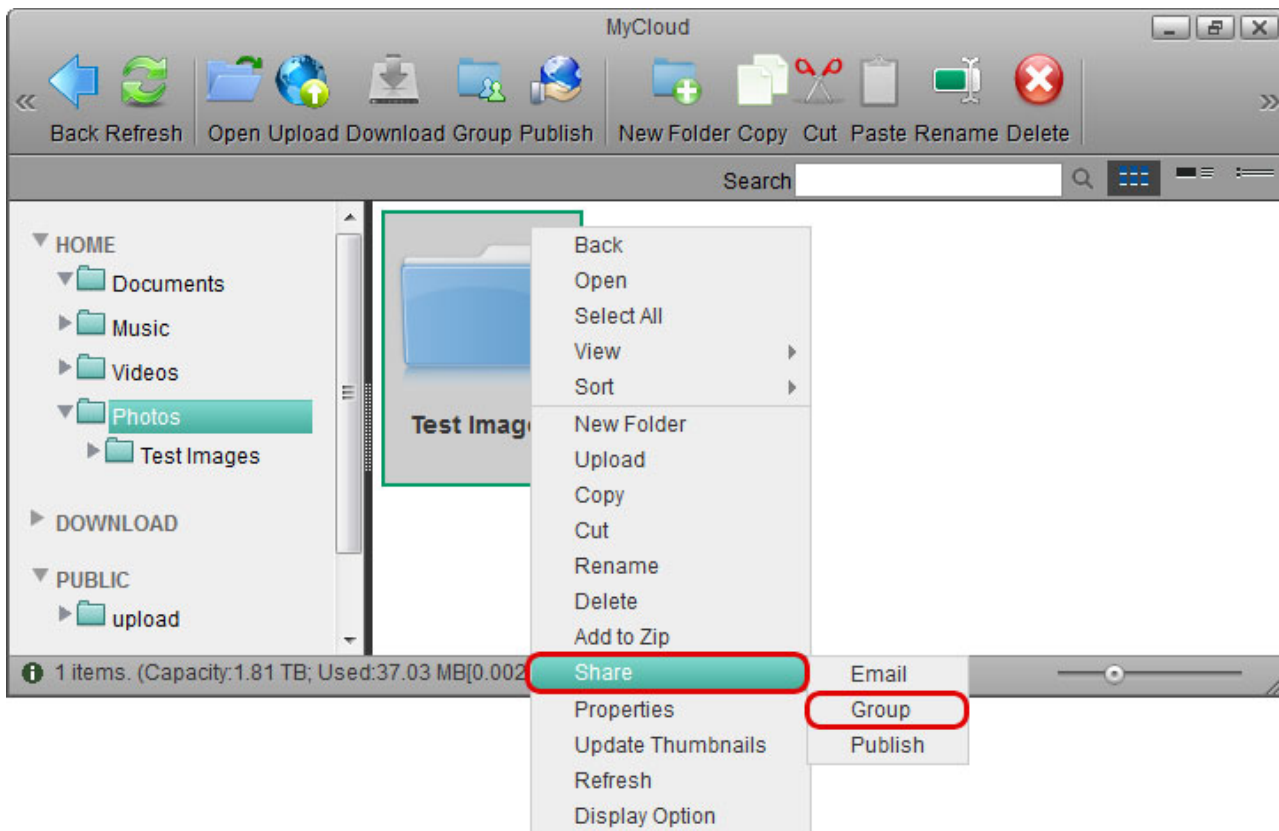 MyCloud
Back Refresh Open Upload Download Group Publish New Folder Copy Cut Paste Rename Delete
Search
HOME
Documents
Music
Videos
Photos
Test Images
DOWNLOAD
PUBLIC
upload
Test Imag
Back
Open
Select All
View
Sort
New Folder
Upload
Copy
Cut
Rename
Delete
Add to Zip
Share
Properties
Update Thumbnails
Refresh
Display Option
Email
Group
Publish
1 items. (Capacity:1.81 TB; Used:37.03 MB[0.002